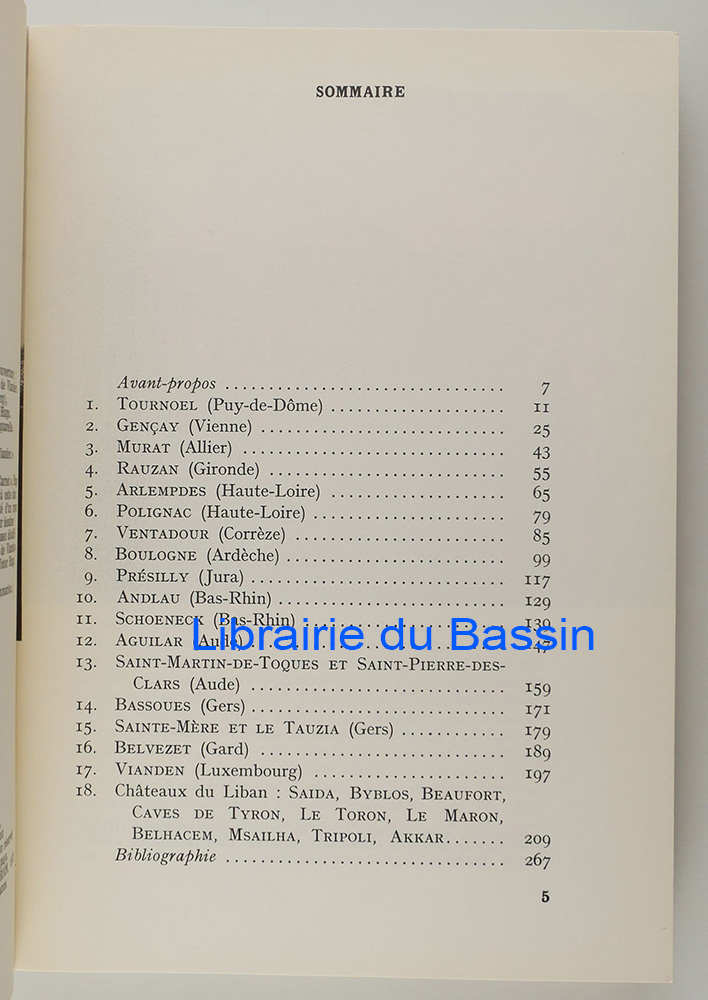 SOMMAIRE
Avant-propos ................................ 7
1. TOURNOEL (Puy-de-Dôme) .................... 11
2. GENÇAY (Vienne) ............................ 25
3. MURAT (Allier) ............................. 43
4. RAUZAN (Gironde) .......................... 55
5. ARLEMPDES (Haute-Loire) .................... 65
6. POLIGNAC (Haute-Loire) ..................... 79
7. VENTADOUR (Corrèze) ....................... 85
8. BOULOGNE (Ardèche) ........................ 99
9. PRÉSILLY (Jura) ............................ 117
10. ANDLAU (Bas-Rhin) ......................... 129
11. SCHOENECK (Bas-Rhin) ...................... 139
12. AGUILAR (Aude) ............................ 147
Librairie du Bassin
13. SAINT-MARTIN-DE-TOQUES ET SAINT-PIERRE-DES-
CLARS (Aude) ............................ 159
14. BASSOUES (Gers) ........................... 171
15. SAINTE-MÈRE ET LE TAUZIA (Gers) ............ 179
16. BELVEZET (Gard) ........................... 189
17. VIANDEN (Luxembourg) ...................... 197
18. Châteaux du Liban : SAIDA, BYBLOS, BEAUFORT,
CAVES DE TYRON, LE TORON, LE MARON,
BELHACEM, MSAILHA, TRIPOLI, AKKAR....... 209
Bibliographie ................................ 267
5